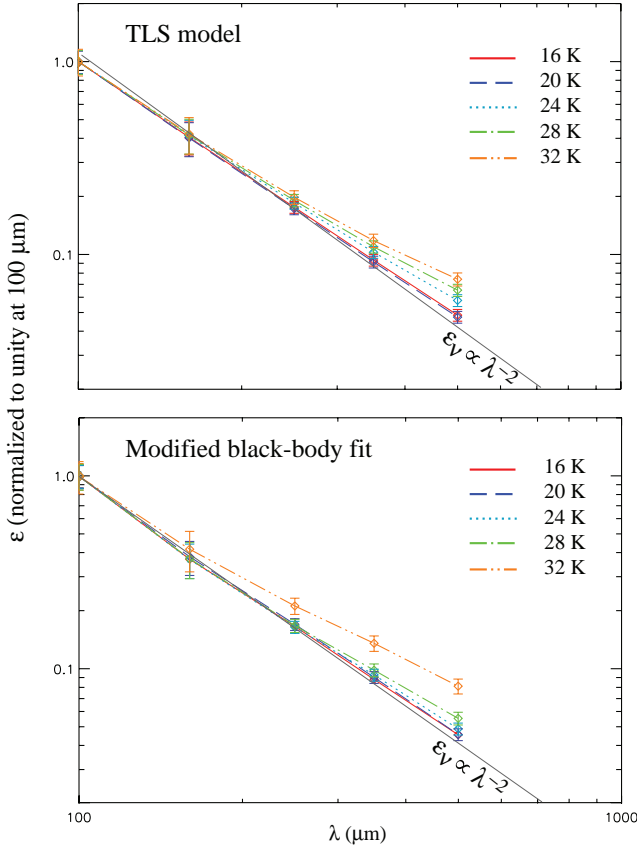 TLS model
1.0
0.1
16 K
20 K
24 K
28 K
32 K
εν ∝ λ−2
ε (normalized to unity at 100 μm)
Modified black-body fit
1.0
0.1
16 K
20 K
24 K
28 K
32 K
εν ∝ λ−2
100
1000
λ (μm)